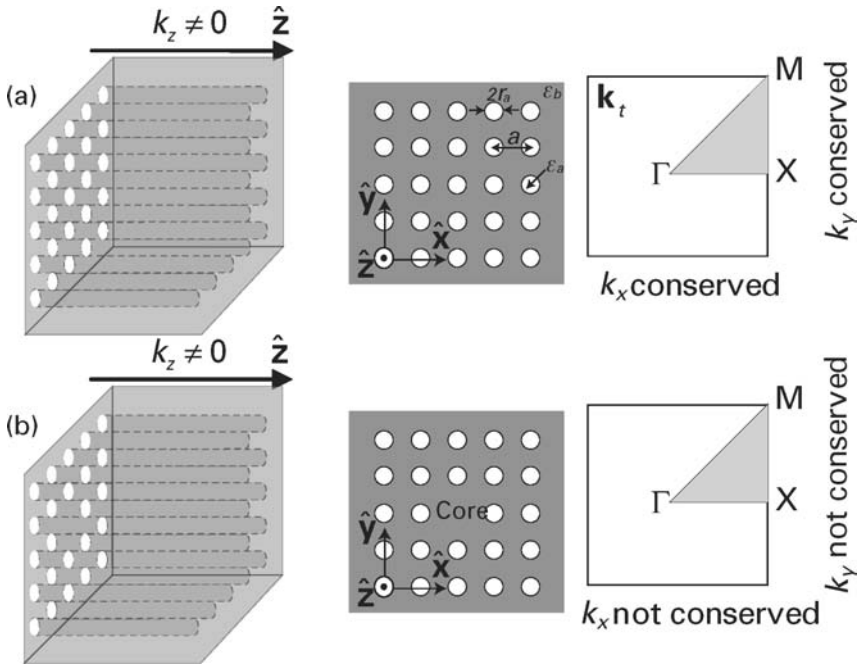 k_z ≠ 0 ẑ
(a)
2r_a ε_b
a
ε_a
ŷ
x̂
ẑ
k_t
M
Γ
X
k_y conserved
k_x conserved
k_z ≠ 0 ẑ
(b)
Core
ŷ
x̂
ẑ
M
Γ
X
k_y not conserved
k_x not conserved